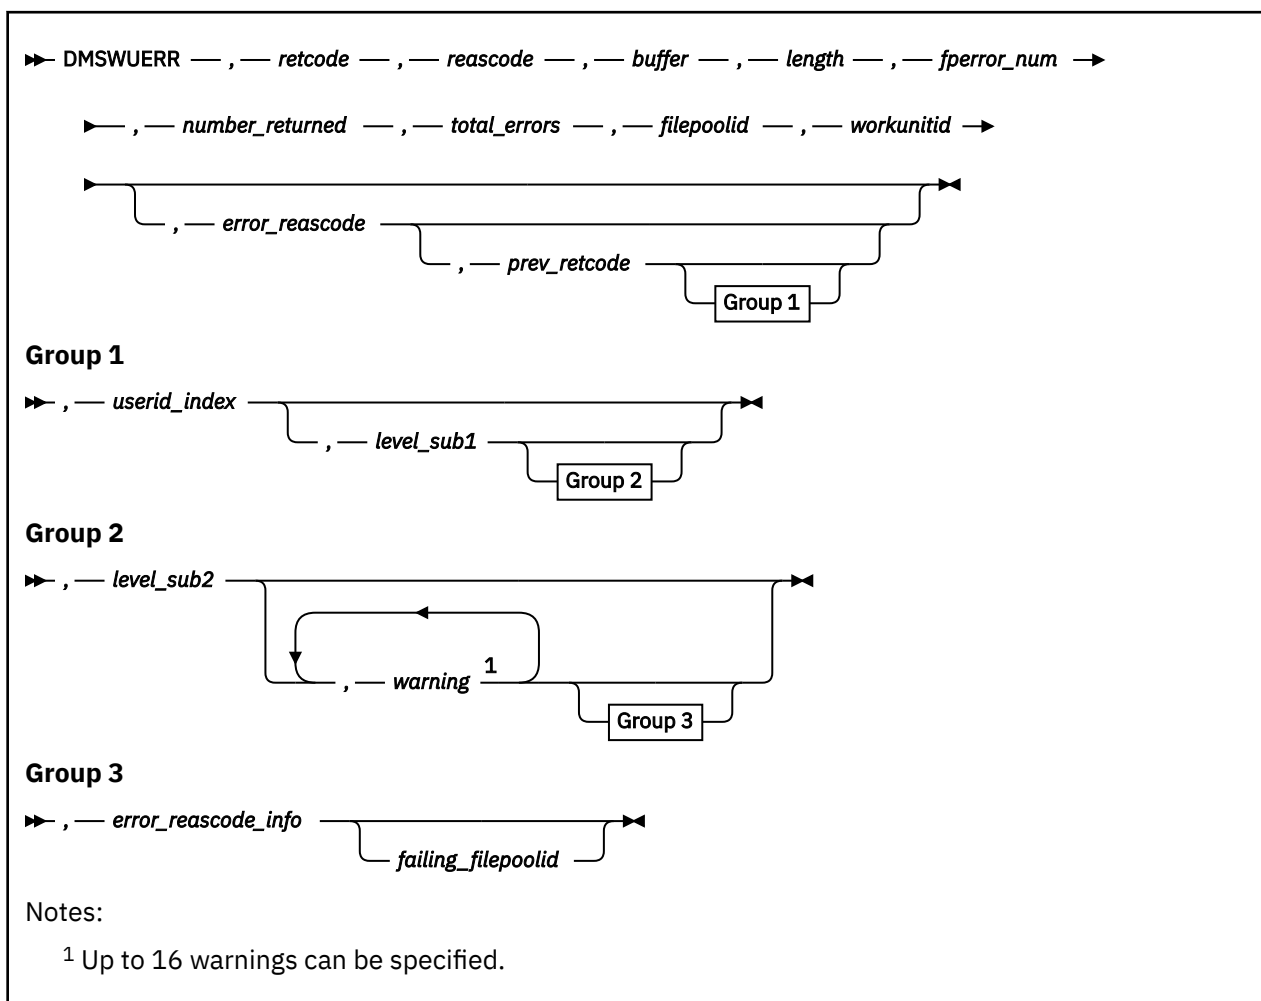 DMSWUERR , retcode , reascode , buffer , length , fperror_num
, number_returned , total_errors , filepoolid , workunitid
, error_reascode
, prev_retcode
Group 1
Group 1
, userid_index
, level_sub1
Group 2
Group 2
, level_sub2
, warning 1
Group 3
Group 3
, error_reascode_info
failing_filepoolid
Notes:
1 Up to 16 warnings can be specified.